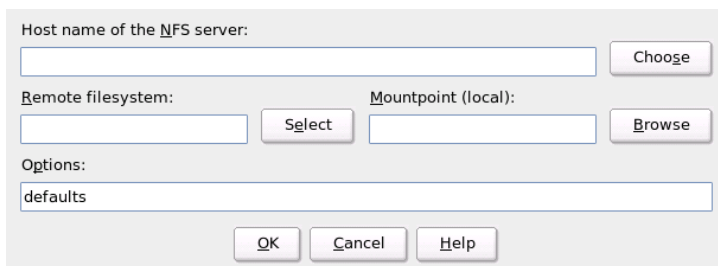 Host name of the NFS server:
Choose
Remote filesystem:
Mountpoint (local):
Select
Browse
Options:
defaults
OK
Cancel
Help